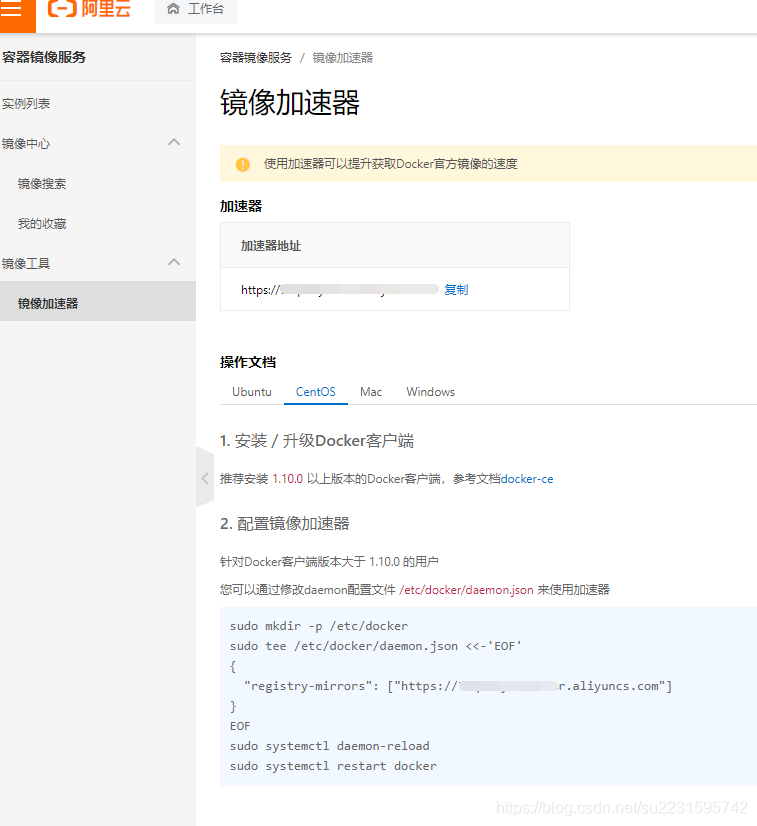 阿里云
工作台
容器镜像服务
实例列表
镜像中心
镜像搜索
我的收藏
镜像工具
镜像加速器
容器镜像服务 / 镜像加速器
镜像加速器
使用加速器可以提升获取Docker官方镜像的速度
加速器
加速器地址
https:// 复制
操作文档
Ubuntu CentOS Mac Windows
1. 安装 / 升级Docker客户端
推荐安装 1.10.0 以上版本的Docker客户端，参考文档docker-ce
2. 配置镜像加速器
针对Docker客户端版本大于 1.10.0 的用户
您可以通过修改daemon配置文件 /etc/docker/daemon.json 来使用加速器
sudo mkdir -p /etc/docker
sudo tee /etc/docker/daemon.json <<-'EOF'
{
"registry-mirrors": ["https:// r.aliyuncs.com"]
}
EOF
sudo systemctl daemon-reload
sudo systemctl restart docker
https://blog.csdn.net/su2231595742